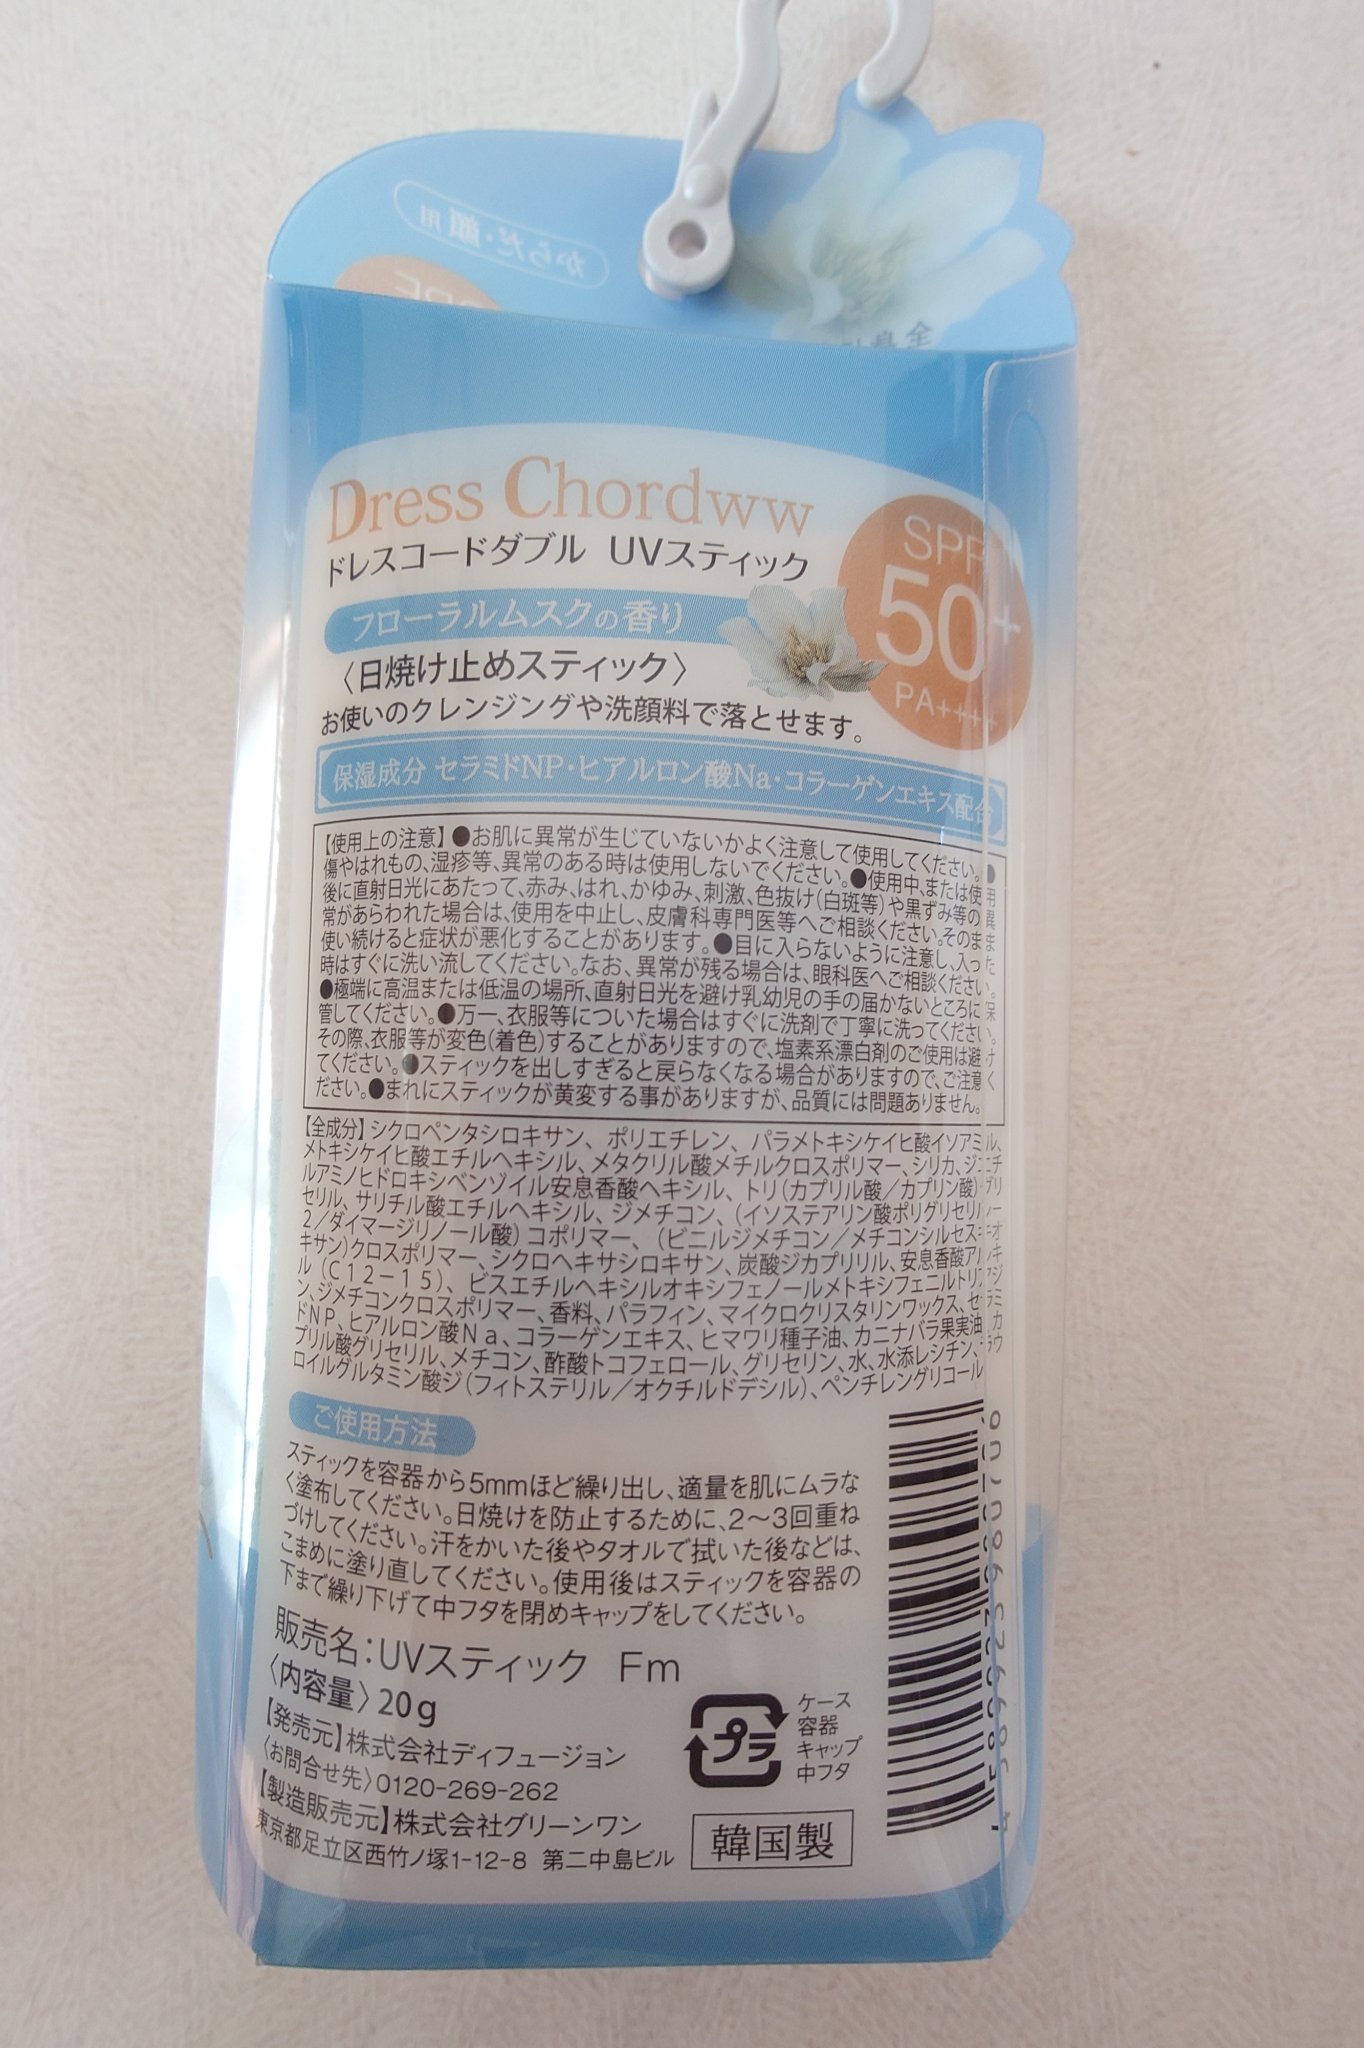 からだ・顔用
Dress Chordww
ドレスコードダブル UVスティック
SPF
50+
PA++++
フローラルムスクの香り
〈日焼け止めスティック〉
お使いのクレンジングや洗顔料で落とせます。
保湿成分 セラミドNP・ヒアルロン酸Na・コラーゲンエキス配合
【使用上の注意】●お肌に異常が生じていないかよく注意して使用してください。●
傷やはれもの、湿疹等、異常のある時は使用しないでください。●使用中、または使用
後に直射日光にあたって、赤み、はれ、かゆみ、刺激、色抜け(白斑等)や黒ずみ等の異
常があらわれた場合は、使用を中止し、皮膚科専門医等へご相談ください。そのまま
使い続けると症状が悪化することがあります。●目に入らないように注意し、入った
時はすぐに洗い流してください。なお、異常が残る場合は、眼科医へご相談ください。
●極端に高温または低温の場所、直射日光を避け乳幼児の手の届かないところに保
管してください。●万一、衣服等についた場合はすぐに洗剤で丁寧に洗ってください。
その際、衣服等が変色(着色)することがありますので、塩素系漂白剤のご使用は避け
てください。●スティックを出しすぎると戻らなくなる場合がありますので、ご注意く
ださい。●まれにスティックが黄変する事がありますが、品質には問題ありません。
【全成分】シクロペンタシロキサン、ポリエチレン、パラメトキシケイヒ酸イソアミル、
メトキシケイヒ酸エチルヘキシル、メタクリル酸メチルクロスポリマー、シリカ、ジエチ
ルアミノヒドロキシベンゾイル安息香酸ヘキシル、トリ(カプリル酸/カプリン酸)グリ
セリル、サリチル酸エチルヘキシル、ジメチコン、(イソステアリン酸ポリグリセリル-
2/ダイマージリノール酸)コポリマー、(ビニルジメチコン/メチコンシルセスキオ
キサン)クロスポリマー、シクロヘキサシロキサン、炭酸ジカプリリル、安息香酸アルキ
ル(C12-15)、ビスエチルヘキシルオキシフェノールメトキシフェニルトリアジ
ン、ジメチコンクロスポリマー、香料、パラフィン、マイクロクリスタリンワックス、セラミ
ドNP、ヒアルロン酸Na、コラーゲンエキス、ヒマワリ種子油、カニナバラ果実油、カ
プリル酸グリセリル、メチコン、酢酸トコフェロール、グリセリン、水、水添レシチン、ラウ
ロイルグルタミン酸ジ(フィトステリル/オクチルドデシル)、ペンチレングリコール
ご使用方法
スティックを容器から5mmほど繰り出し、適量を肌にムラな
く塗布してください。日焼けを防止するために、2～3回重ね
づけしてください。汗をかいた後やタオルで拭いた後などは、
こまめに塗り直してください。使用後はスティックを容器の
下まで繰り下げて中フタを閉めキャップをしてください。
販売名:UVスティック Fm
〈内容量〉20g
【発売元】株式会社ディフュージョン
〈お問合せ先〉0120-269-262
【製造販売元】株式会社グリーンワン
東京都足立区西竹ノ塚1-12-8 第二中島ビル
プラ
ケース
容器
キャップ
中フタ
韓国製